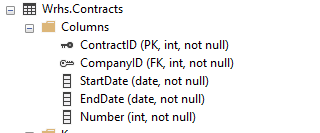 Wrhs.Contracts
Columns
ContractID (PK, int, not null)
CompanyID (FK, int, not null)
StartDate (date, not null)
EndDate (date, not null)
Number (int, not null)